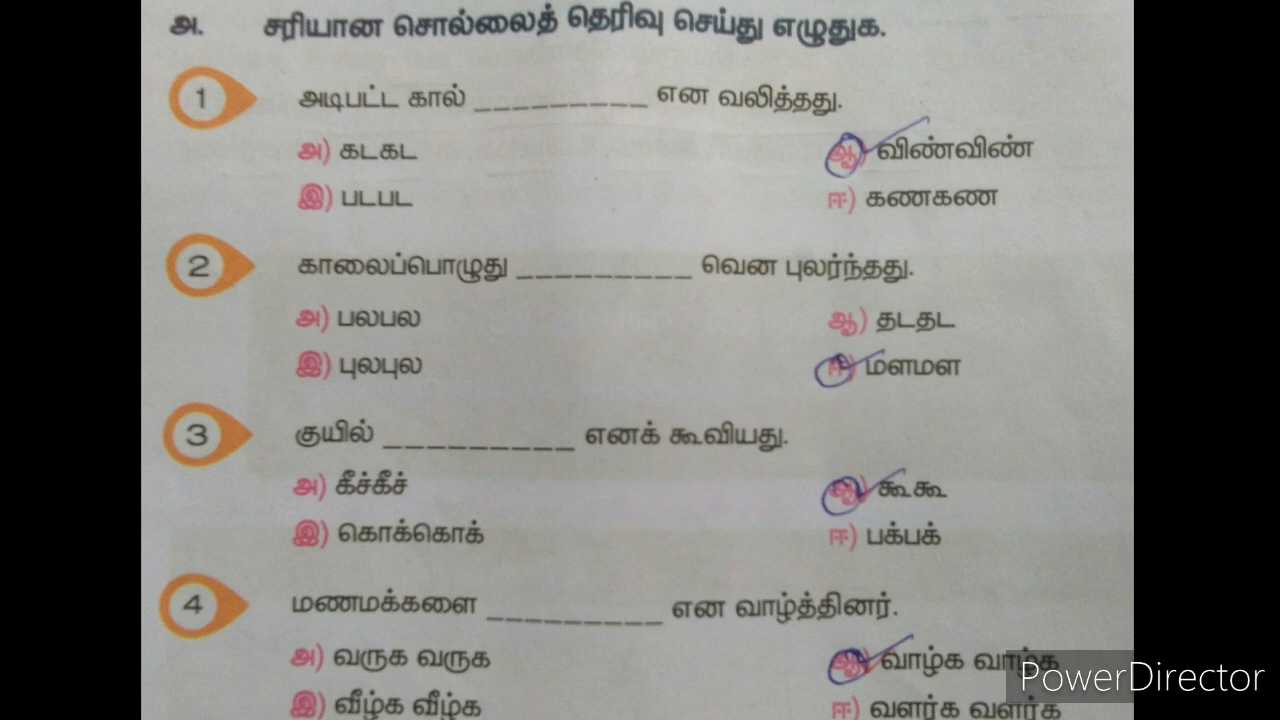 அ. சரியான சொல்லைத் தெரிவு செய்து எழுதுக.
1 அடிபட்ட கால் __________ என வலித்தது.
அ) கடகட ஆ) விண்விண்
இ) படபட ஈ) கணகண
2 காலைப்பொழுது __________ வென புலர்ந்தது.
அ) பலபல ஆ) தடதட
இ) புலபுல ஈ) மளமள
3 குயில் __________ எனக் கூவியது.
அ) கீச்கீச் ஆ) கூகூ
இ) கொக்கொக் ஈ) பக்பக்
4 மணமக்களை __________ என வாழ்த்தினர்.
அ) வருக வருக ஆ) வாழ்க வாழ்க
இ) வீழ்க வீழ்க ஈ) வளர்க வளர்க
PowerDirector